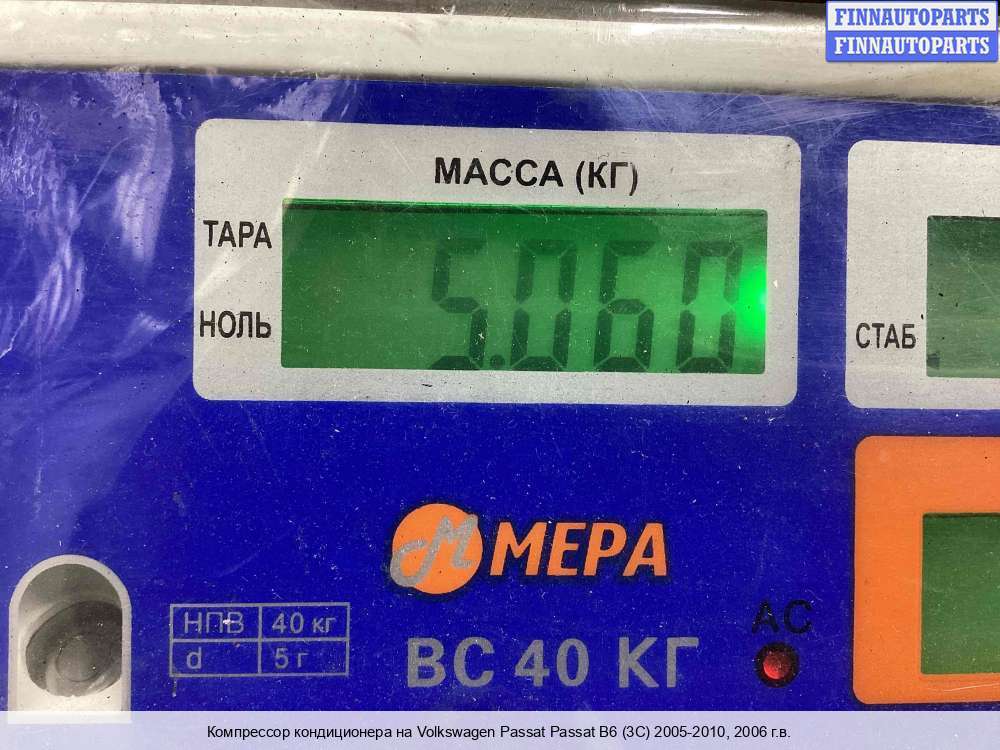 FINNAUTOPARTS
FINNAUTOPARTS
МАССА (КГ)
ТАРА
5.060
НОЛЬ
СТАБ
М МЕРА
НПВ 40 кг
d 5 г
АС
ВС 40 КГ
Компрессор кондиционера на Volkswagen Passat Passat B6 (3C) 2005-2010, 2006 г.в.